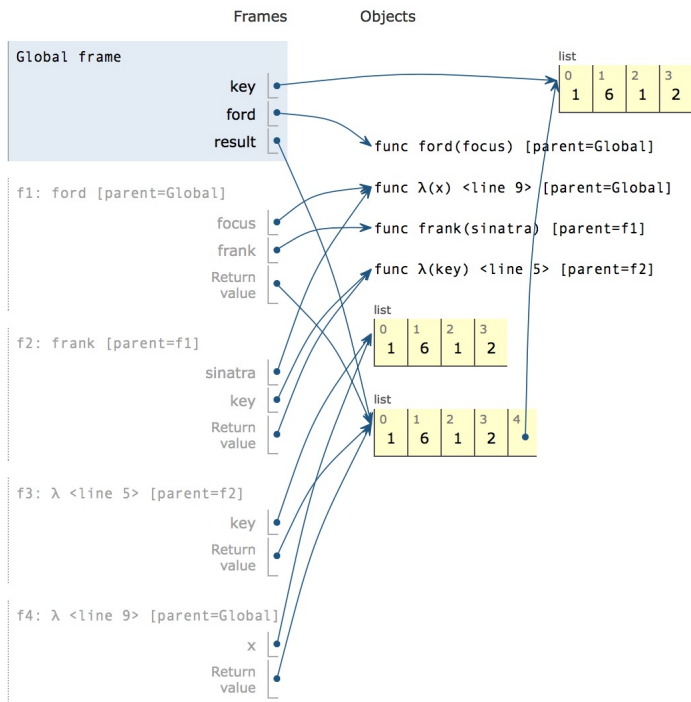 Frames Objects
Global frame
key
ford
result
list
0 1 2 3
1 6 1 2
func ford(focus) [parent=Global]
f1: ford [parent=Global]
focus
frank
Return
value
func λ(x) <line 9> [parent=Global]
func frank(sinatra) [parent=f1]
func λ(key) <line 5> [parent=f2]
f2: frank [parent=f1]
sinatra
key
Return
value
list
0 1 2 3
1 6 1 2
list
0 1 2 3 4
1 6 1 2
f3: λ <line 5> [parent=f2]
key
Return
value
f4: λ <line 9> [parent=Global]
x
Return
value